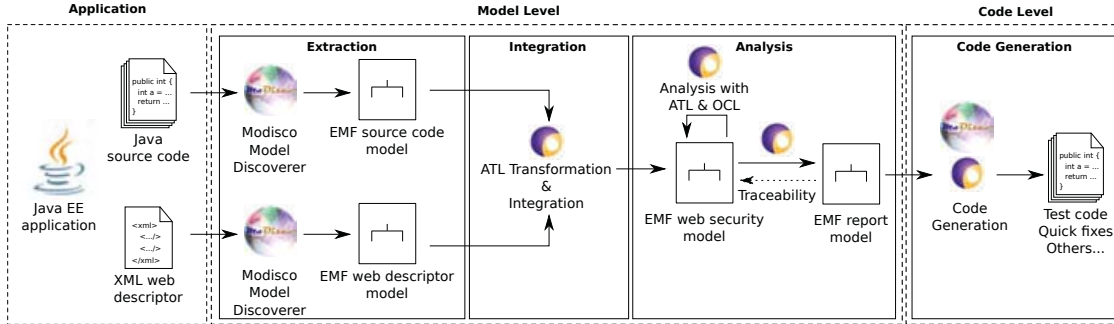 Application
Model Level
Code Level
Extraction
Integration
Analysis
Code Generation
public int {
int a = ...
return ...
}
Java
source code
Java EE
application
<xml>
<.../>
<.../>
</xml>
XML web
descriptor
Modisco
Model
Discoverer
EMF source code
model
Modisco
Model
Discoverer
EMF web descriptor
model
ATL Transformation
&
Integration
Analysis with
ATL & OCL
EMF web security
model
Traceability
EMF report
model
Code
Generation
public int {
int a = ...
return ...
}
Test code
Quick fixes
Others...